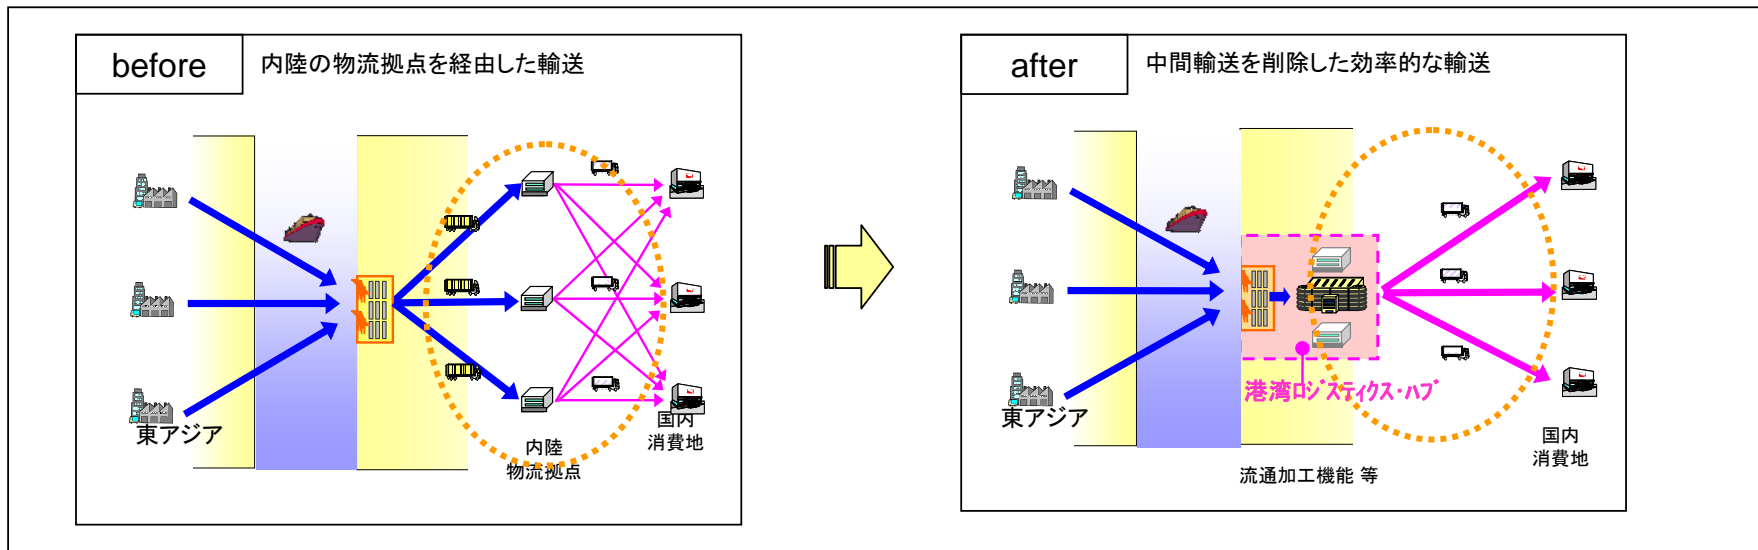 before
内陸の物流拠点を経由した輸送
東アジア
内陸
物流拠点
国内
消費地
after
中間輸送を削除した効率的な輸送
東アジア
港湾ロジスティクス・ハブ
流通加工機能 等
国内
消費地